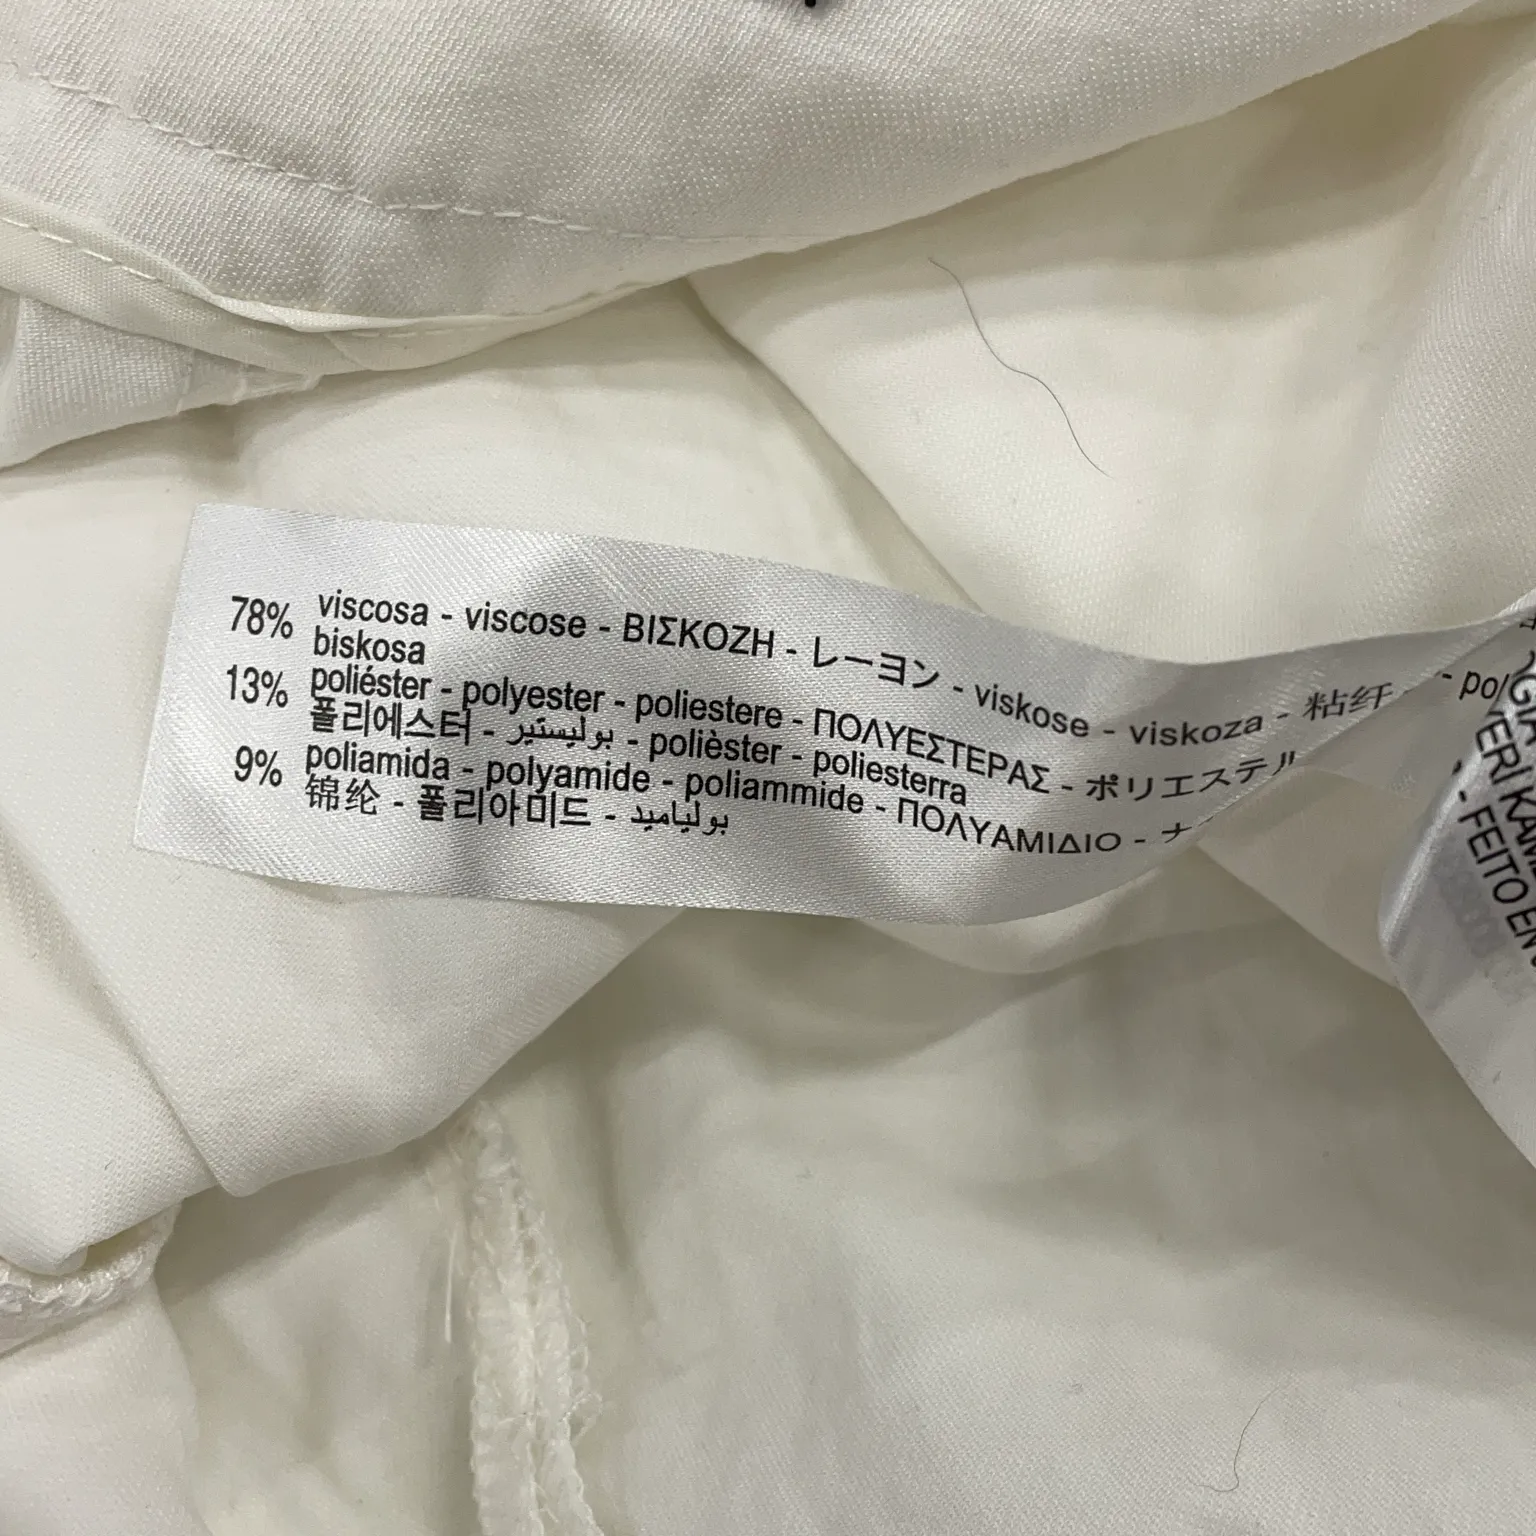 78% viscosa - viscose - ΒΙΣΚΟΖΗ - レーヨン - viskose - viskoza - 粘纤 -
biskosa
13% poliéster - polyester - poliestere - ΠΟΛΥΕΣΤΕΡΑΣ - ポリエステル
폴리에스터 - بوليستير - polièster - poliesterra
9% poliamida - polyamide - poliammide - ΠΟΛΥΑΜΙΔΙΟ -
锦纶 - 폴리아미드 - بولياميد
- FEITO EN